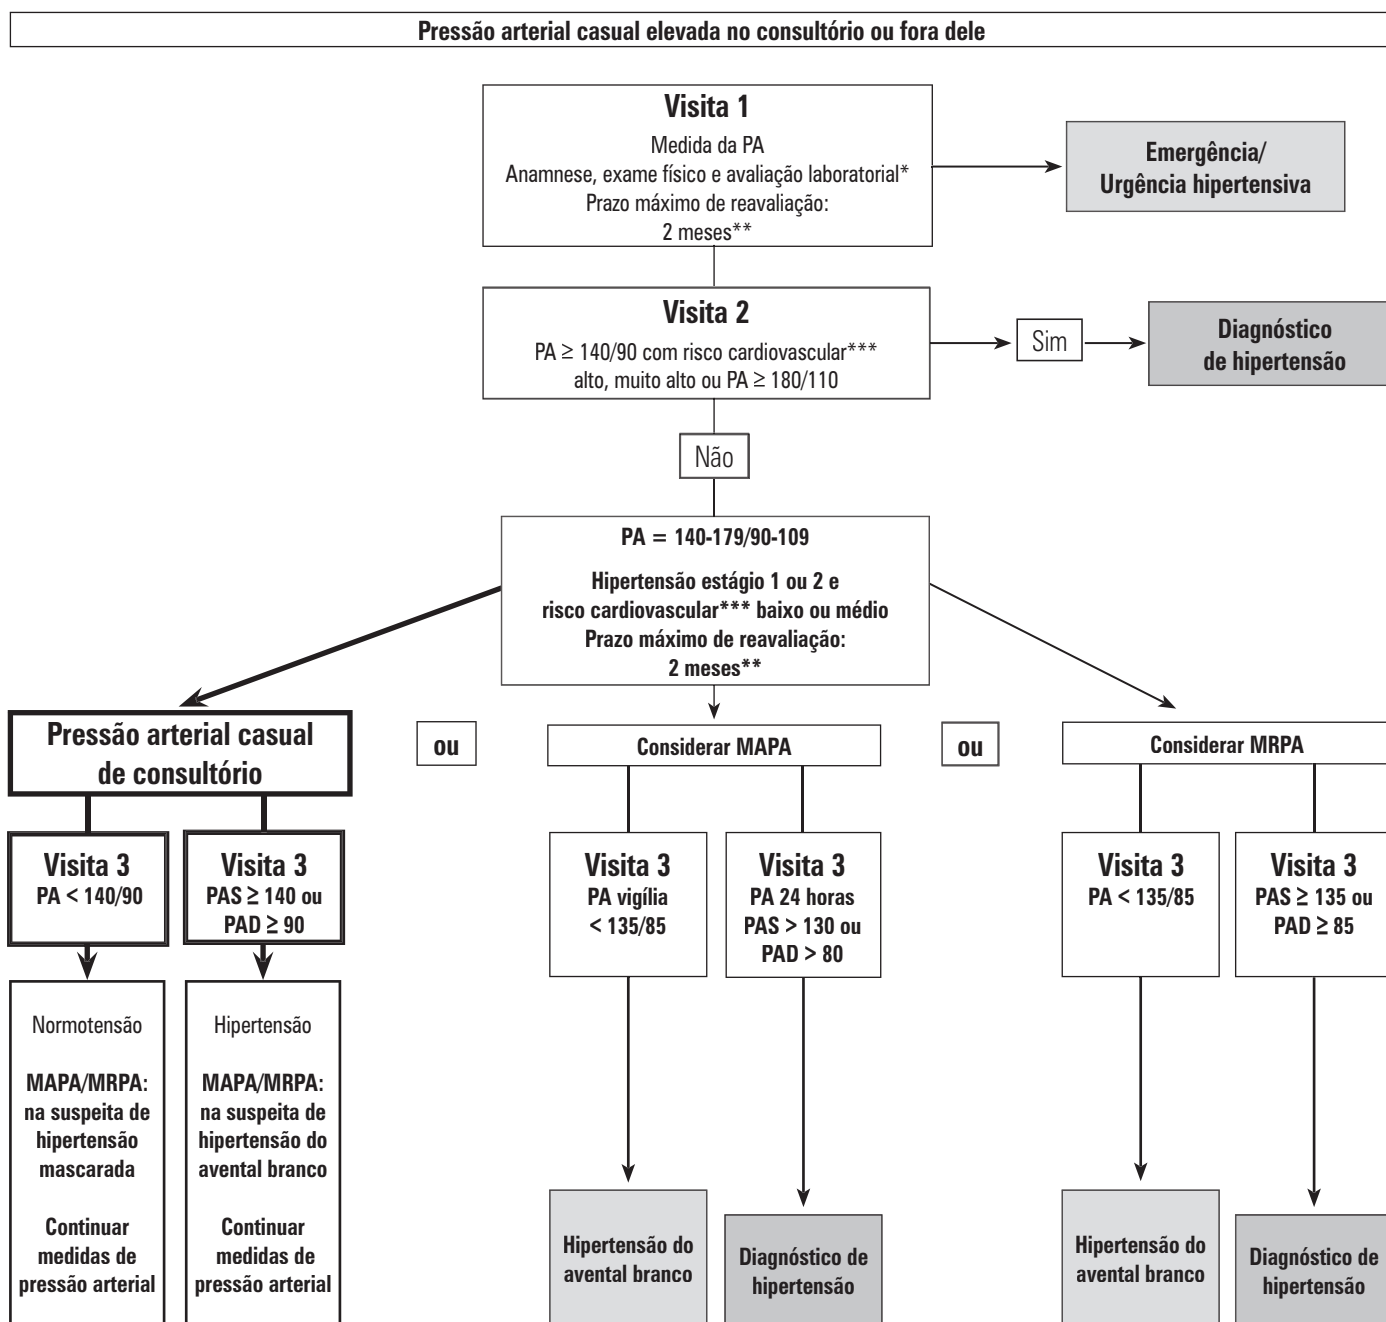 Pressão arterial casual elevada no consultório ou fora dele
Visita 1
Medida da PA
Anamnese, exame físico e avaliação laboratorial*
Prazo máximo de reavaliação:
2 meses**
Emergência/
Urgência hipertensiva
Visita 2
PA ≥ 140/90 com risco cardiovascular***
alto, muito alto ou PA ≥ 180/110
Sim
Diagnóstico
de hipertensão
Não
PA = 140-179/90-109
Hipertensão estágio 1 ou 2 e
risco cardiovascular*** baixo ou médio
Prazo máximo de reavaliação:
2 meses**
Pressão arterial casual
de consultório
ou
Considerar MAPA
ou
Considerar MRPA
Visita 3
PA < 140/90
Visita 3
PAS ≥ 140 ou
PAD ≥ 90
Visita 3
PA vigília
< 135/85
Visita 3
PA 24 horas
PAS > 130 ou
PAD > 80
Visita 3
PA < 135/85
Visita 3
PAS ≥ 135 ou
PAD ≥ 85
Normotensão
MAPA/MRPA:
na suspeita de
hipertensão
mascarada
Continuar
medidas de
pressão arterial
Hipertensão
MAPA/MRPA:
na suspeita de
hipertensão do
avental branco
Continuar
medidas de
pressão arterial
Hipertensão do
avental branco
Diagnóstico de
hipertensão
Hipertensão do
avental branco
Diagnóstico de
hipertensão